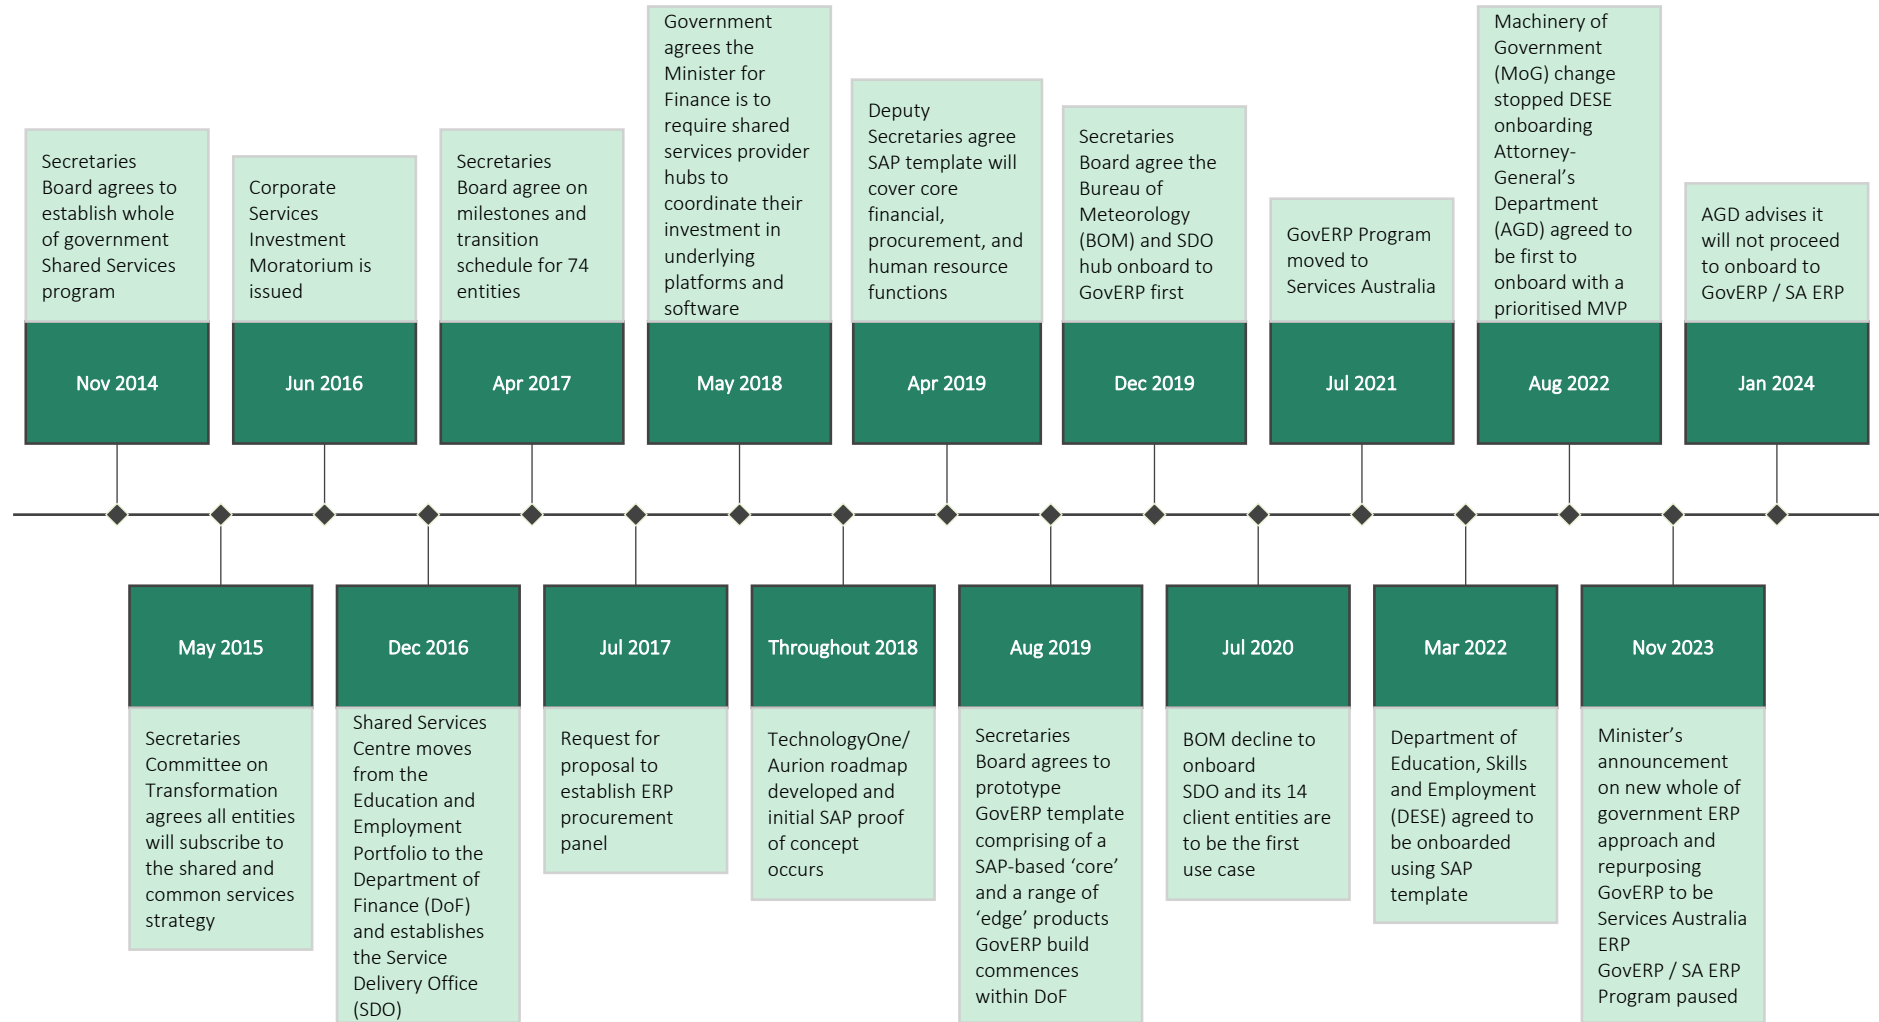 Secretaries
Board agrees to
establish whole
of government
Shared Services
program
Nov 2014
Corporate
Services
Investment
Moratorium is
issued
Jun 2016
Secretaries
Board agree on
milestones and
transition
schedule for 74
entities
Apr 2017
Government
agrees the
Minister for
Finance is to
require shared
services provider
hubs to
coordinate their
investment in
underlying
platforms and
software
May 2018
Deputy
Secretaries agree
SAP template will
cover core
financial,
procurement, and
human resource
functions
Apr 2019
Secretaries
Board agree the
Bureau of
Meteorology
(BOM) and SDO
hub onboard to
GovERP first
Dec 2019
GovERP Program
moved to
Services Australia
Jul 2021
Machinery of
Government
(MoG) change
stopped DESE
onboarding
Attorney-
General’s
Department
(AGD) agreed to
be first to
onboard with a
prioritised MVP
Aug 2022
AGD advises it
will not proceed
to onboard to
GovERP / SA ERP
Jan 2024
May 2015
Secretaries
Committee on
Transformation
agrees all entities
will subscribe to
the shared and
common services
strategy
Dec 2016
Shared Services
Centre moves
from the
Education and
Employment
Portfolio to the
Department of
Finance (DoF)
and establishes
the Service
Delivery Office
(SDO)
Jul 2017
Request for
proposal to
establish ERP
procurement
panel
Throughout 2018
TechnologyOne/
Aurion roadmap
developed and
initial SAP proof
of concept
occurs
Aug 2019
Secretaries
Board agrees to
prototype
GovERP template
comprising of a
SAP-based ‘core’
and a range of
‘edge’ products
GovERP build
commences
within DoF
Jul 2020
BOM decline to
onboard
SDO and its 14
client entities are
to be the first
use case
Mar 2022
Department of
Education, Skills
and Employment
(DESE) agreed to
be onboarded
using SAP
template
Nov 2023
Minister’s
announcement
on new whole of
government ERP
approach and
repurposing
GovERP to be
Services Australia
ERP
GovERP / SA ERP
Program paused